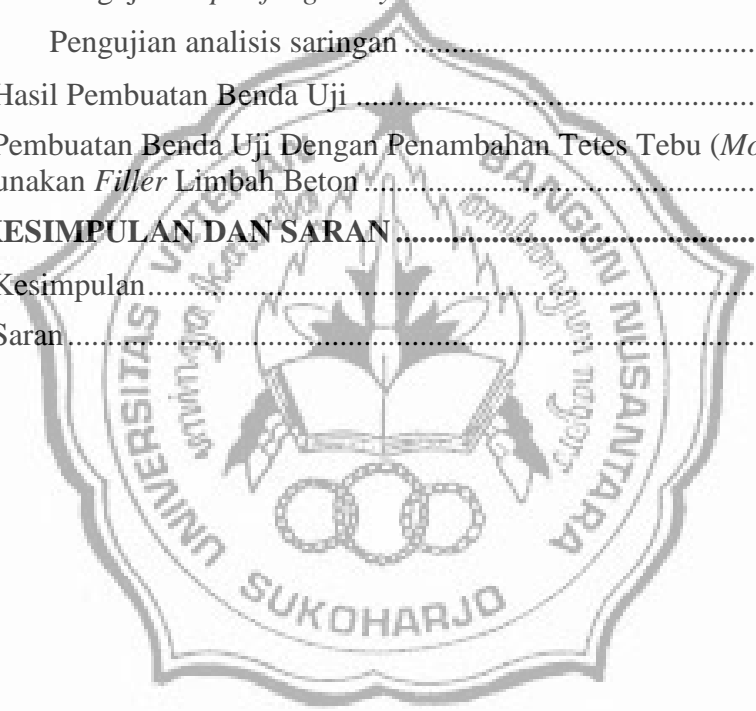 Pengujian analisis saringan ........................................................
Hasil Pembuatan Benda Uji ........................................................
Pembuatan Benda Uji Dengan Penambahan Tetes Tebu (Mo
unakan Filler Limbah Beton ........................................................
KESIMPULAN DAN SARAN ........................................................
Kesimpulan ........................................................
Saran ........................................................
UNIVERSITAS VETERAN BANGUN NUSANTARA
SUKOHARJO